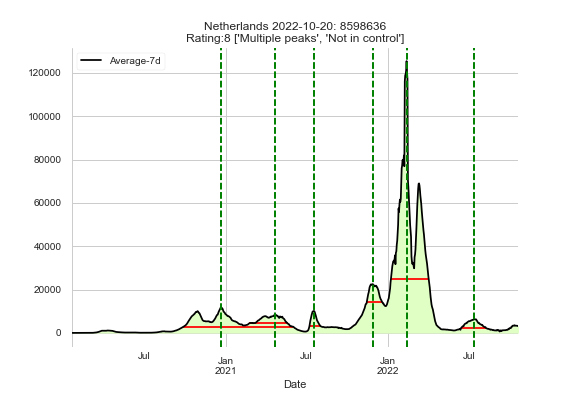 Netherlands 2022-10-20: 8598636
Rating:8 ['Multiple peaks', 'Not in control']
Average-7d
120000
100000
80000
60000
40000
20000
0
Jul
Jan
2021
Jul
Jan
2022
Jul
Date